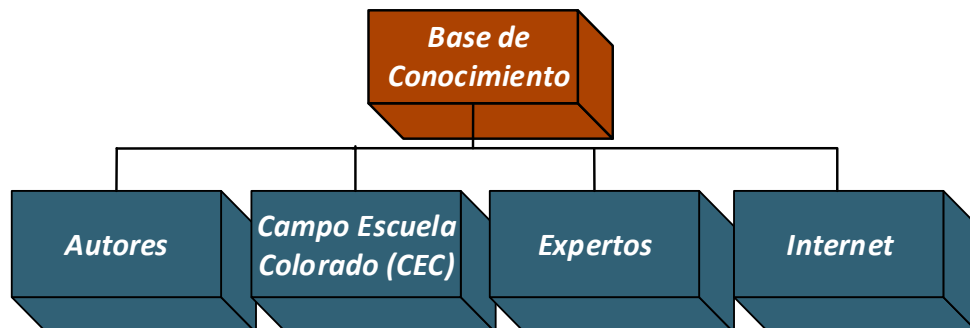 Base de
Conocimiento
Autores
Campo Escuela
Colorado (CEC)
Expertos
Internet